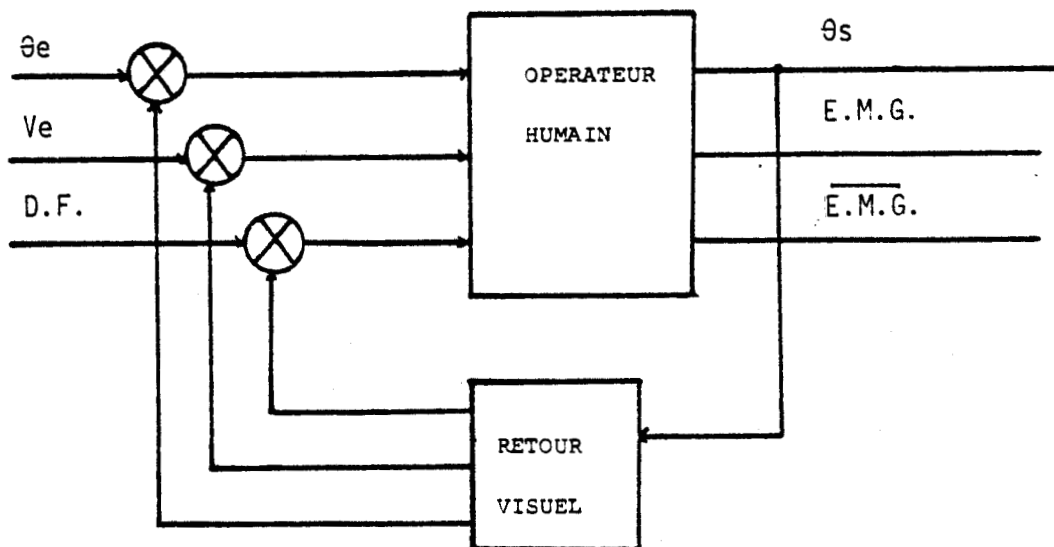 θe
θs
OPERATEUR
HUMAIN
E.M.G.
Ve
D.F.
E.M.G.
RETOUR
VISUEL